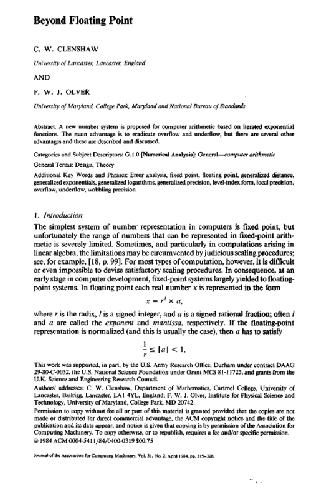 Beyond Floating Point
C. W. CLENSHAW
University of Lancaster, Lancaster, England
AND
F. W. J. OLVER
University of Maryland, College Park, Maryland and National Bureau of Standards
Abstract. A new number system is proposed for computer arithmetic based on iterated exponential
functions. The main advantage is to eradicate overflow and underflow, but there are several other
advantages and these are described and discussed.
Categories and Subject Descriptors: G.1.0 [Numerical Analysis]: General—computer arithmetic
General Terms: Design, Theory
Additional Key Words and Phrases: Error analysis, fixed point, floating point, generalized distance,
generalized exponentials, generalized logarithms, generalized precision, level-index form, local precision,
overflow, underflow, wobbling precision
1. Introduction
The simplest system of number representation in computers is fixed point, but
unfortunately the range of numbers that can be represented in fixed-point arith-
metic is severely limited. Sometimes, and particularly in computations arising in
linear algebra, the limitations may be circumvented by judicious scaling procedures;
see, for example, [18, p. 99]. For most types of computation, however, it is difficult
or even impossible to devise satisfactory scaling procedures. In consequence, at an
early stage in computer development, fixed-point systems largely yielded to floating-
point systems. In floating point each real number x is represented in the form
x = r^l × a,
where r is the radix, l is a signed integer, and a is a signed rational fraction; often l
and a are called the exponent and mantissa, respectively. If the floating-point
representation is normalized (and this is usually the case), then a has to satisfy
1/r ≤ |a| < 1,
This work was supported, in part, by the U.S. Army Research Office, Durham under contract DAAG
29-80-C-0032, the U.S. National Science Foundation under Grant MCS 81-11725, and grants from the
U.K. Science and Engineering Research Council.
Authors' addresses: C. W. Clenshaw, Department of Mathematics, Cartmel College, University of
Lancaster, Bailrigg, Lancaster, LA1 4YL, England; F. W. J. Olver, Institute for Physical Science and
Technology, University of Maryland, College Park, MD 20742.
Permission to copy without fee all or part of this material is granted provided that the copies are not
made or distributed for direct commercial advantage, the ACM copyright notice and the title of the
publication and its date appear, and notice is given that copying is by permission of the Association for
Computing Machinery. To copy otherwise, or to republish, requires a fee and/or specific permission.
© 1984 ACM 0004-5411/84/0400-0319 $00.75
Journal of the Association for Computing Machinery, Vol. 31, No. 2, April 1984, pp.